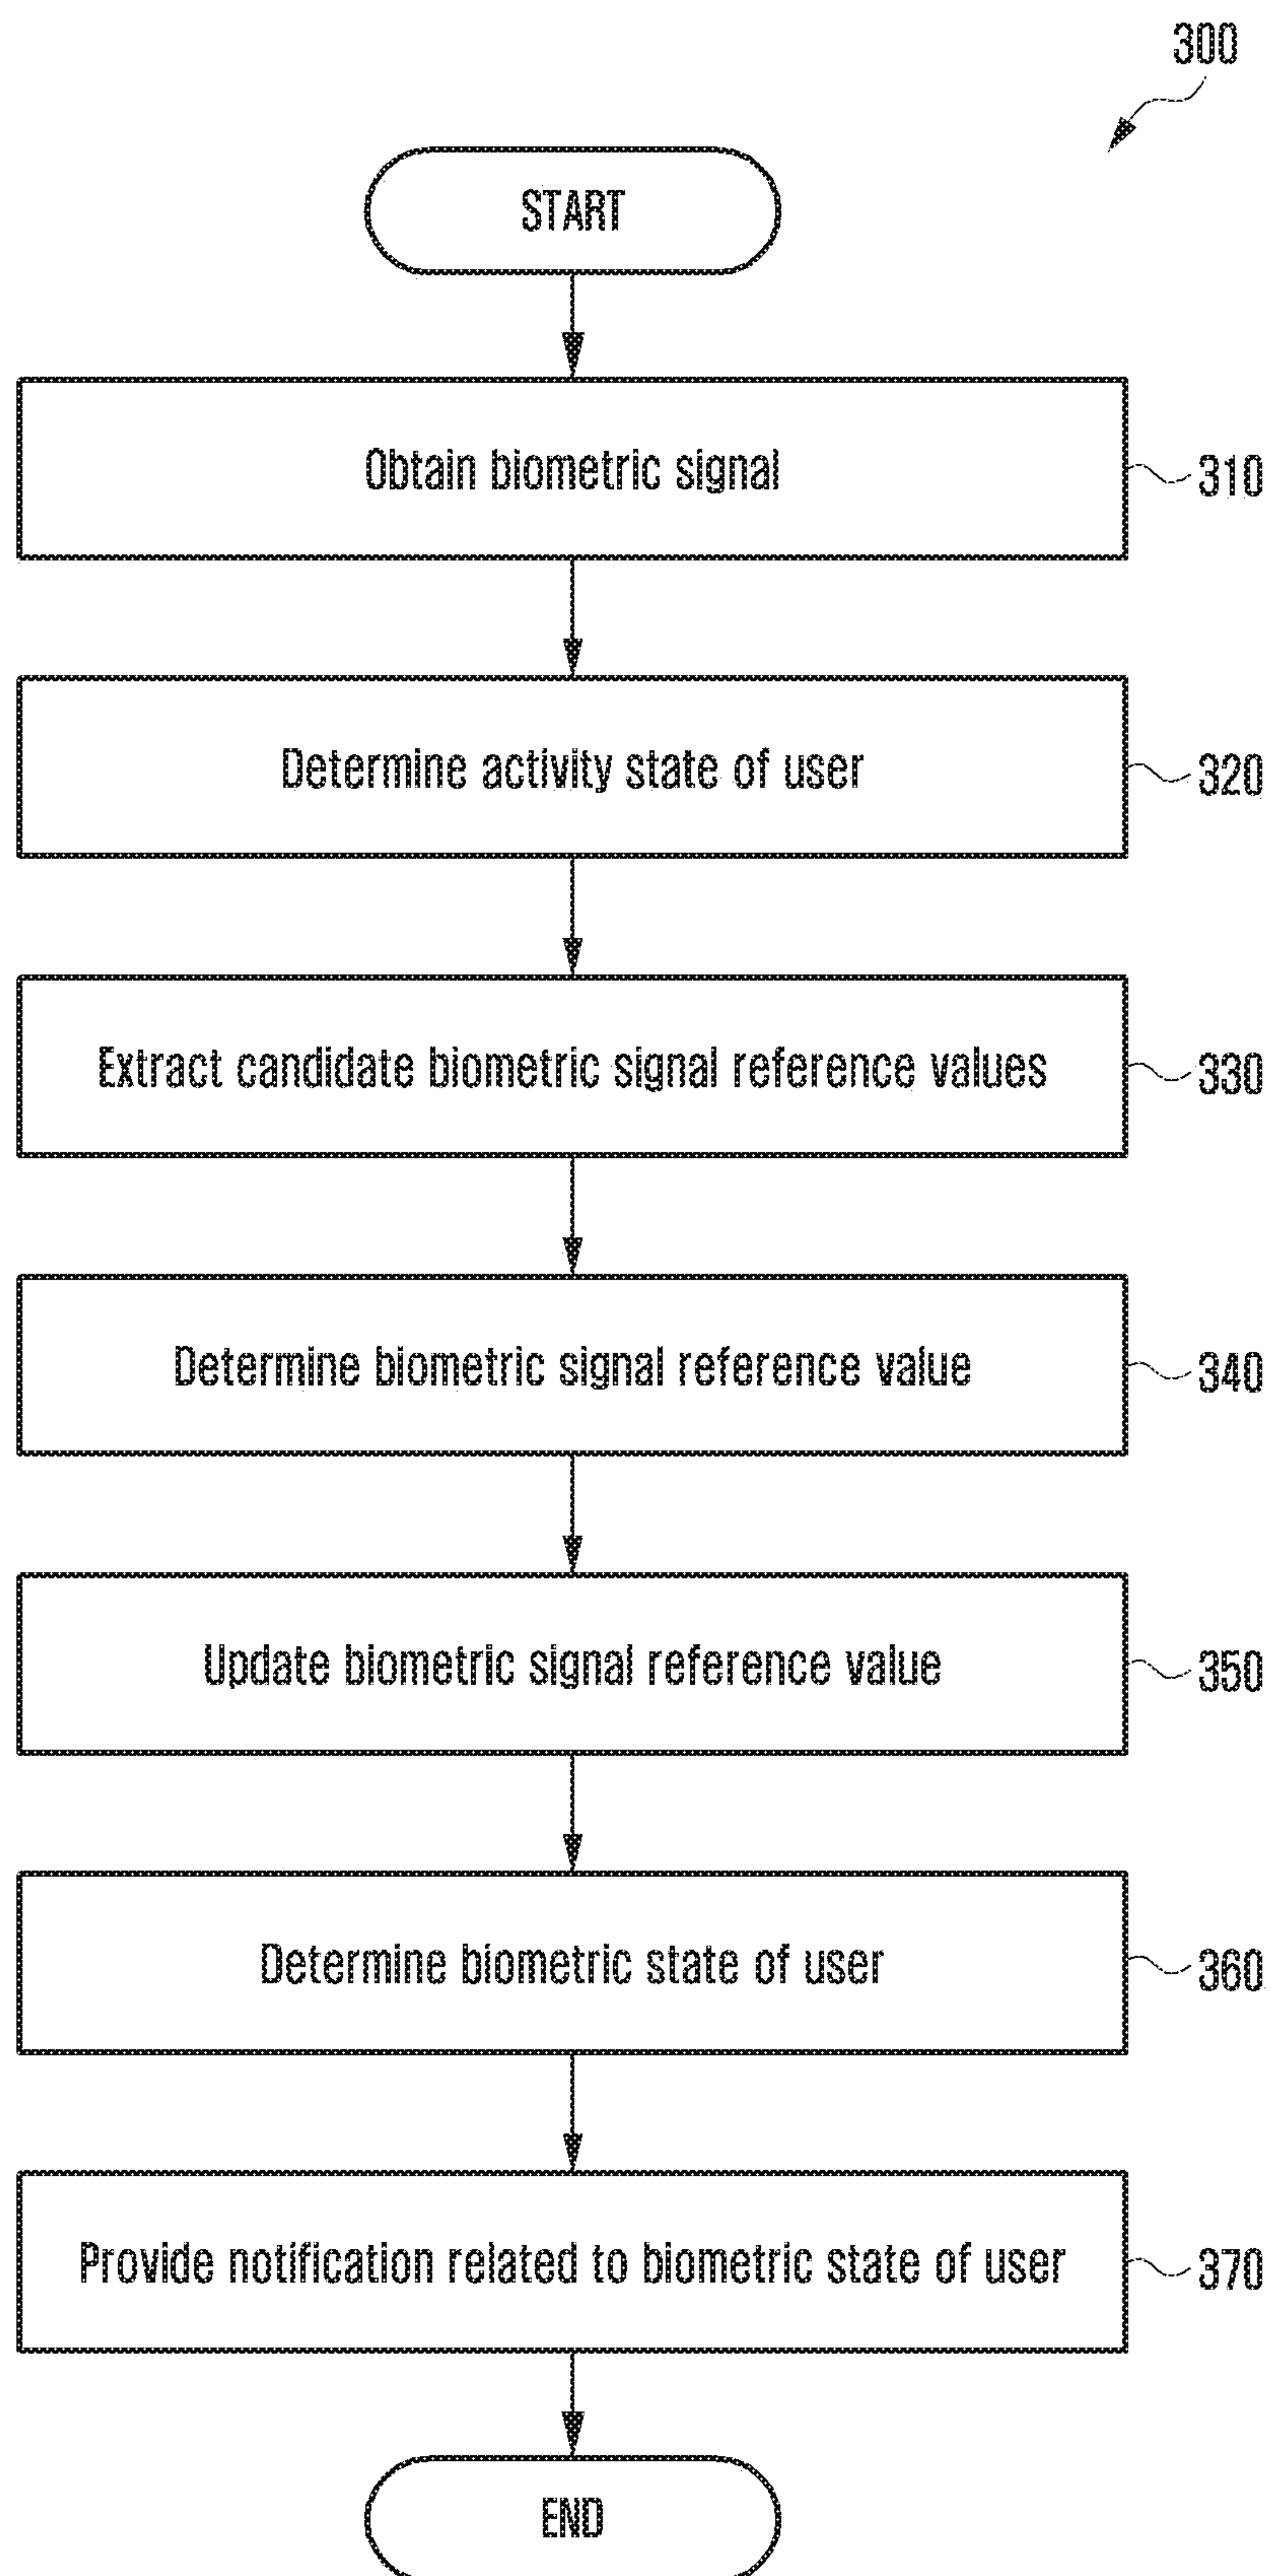 300
START
Obtain biometric signal
310
Determine activity state of user
320
Extract candidate biometric signal reference values
330
Determine biometric signal reference value
340
Update biometric signal reference value
350
Determine biometric state of user
360
Provide notification related to biometric state of user
370
END